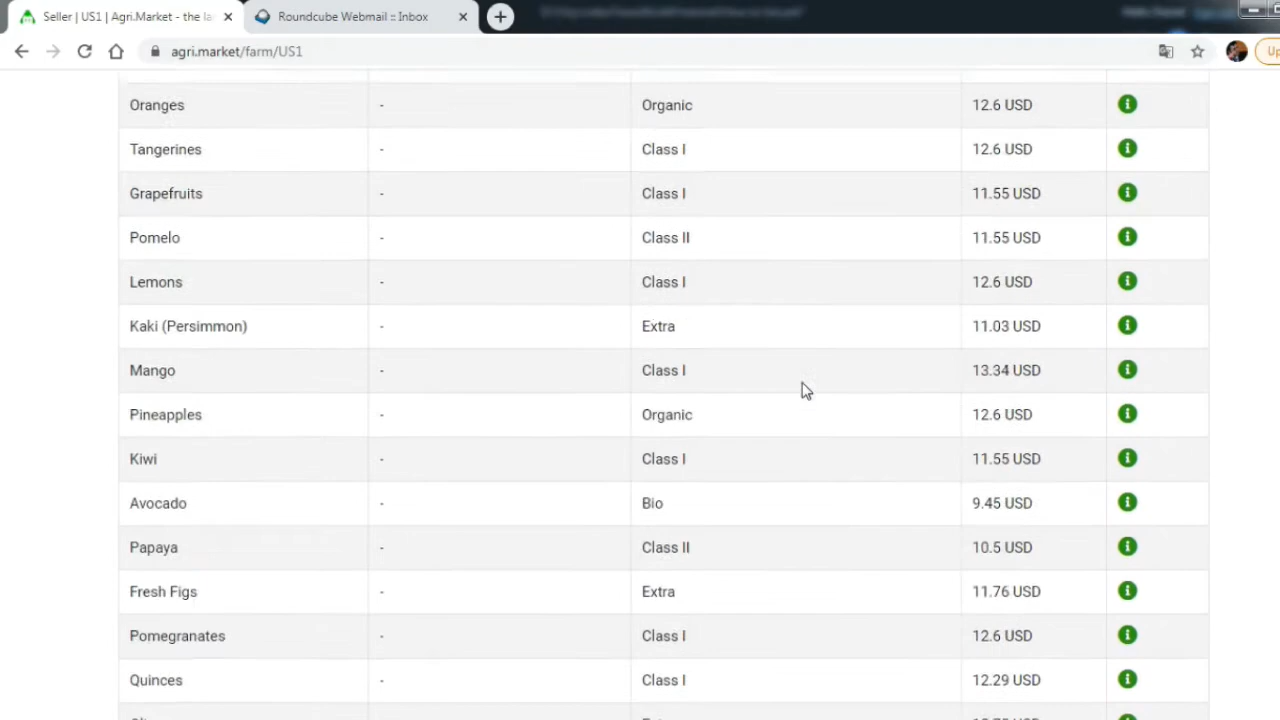 Seller | US1 | Agri.Market - the la
Roundcube Webmail :: Inbox
agri.market/farm/US1
Up
Oranges - Organic 12.6 USD
Tangerines - Class I 12.6 USD
Grapefruits - Class I 11.55 USD
Pomelo - Class II 11.55 USD
Lemons - Class I 12.6 USD
Kaki (Persimmon) - Extra 11.03 USD
Mango - Class I 13.34 USD
Pineapples - Organic 12.6 USD
Kiwi - Class I 11.55 USD
Avocado - Bio 9.45 USD
Papaya - Class II 10.5 USD
Fresh Figs - Extra 11.76 USD
Pomegranates - Class I 12.6 USD
Quinces - Class I 12.29 USD